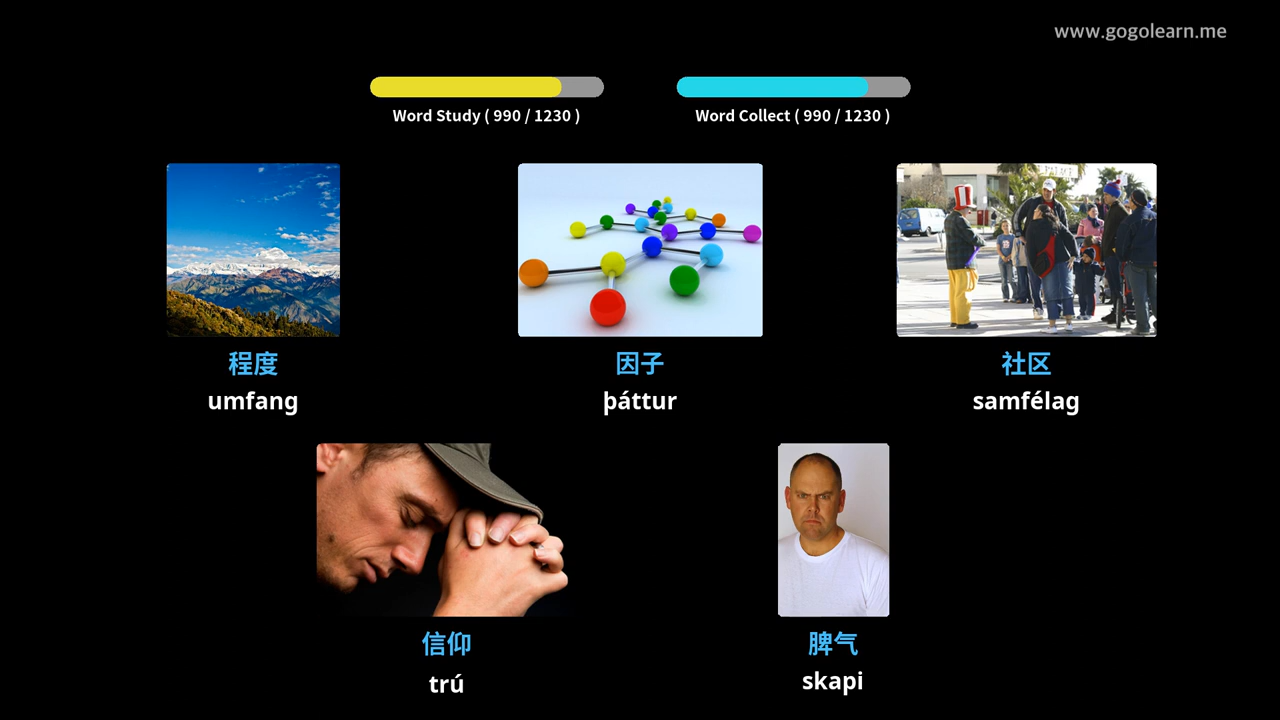 www.gogolearn.me
Word Study ( 990 / 1230 )
Word Collect ( 990 / 1230 )
程度
umfang
因子
þáttur
社区
samfélag
信仰
trú
脾气
skapi